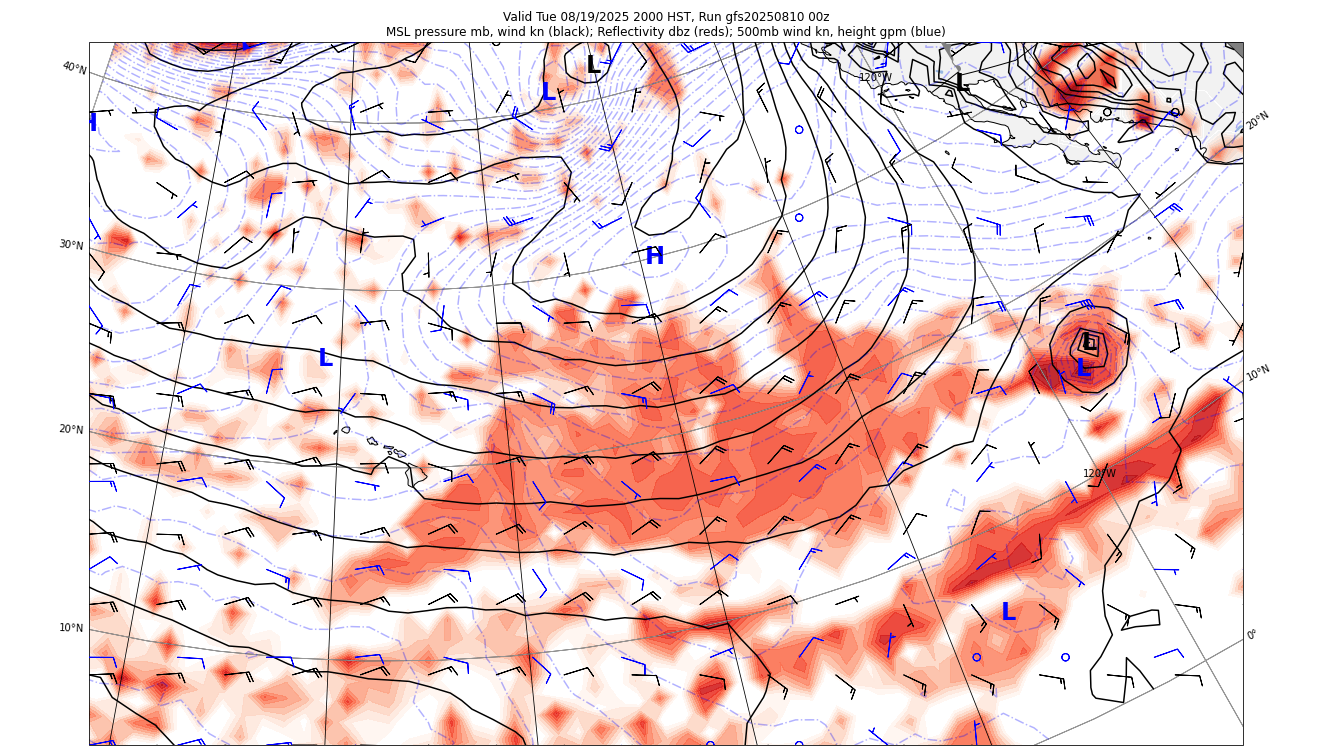 Valid Tue 08/19/2025 2000 HST, Run gfs20250810 00z
MSL pressure mb, wind kn (black); Reflectivity dbz (reds); 500mb wind kn, height gpm (blue)
L
L
L
120°W
40°N
H
20°N
30°N
H
L
L
L
10°N
20°N
120°W
L
10°N
0°